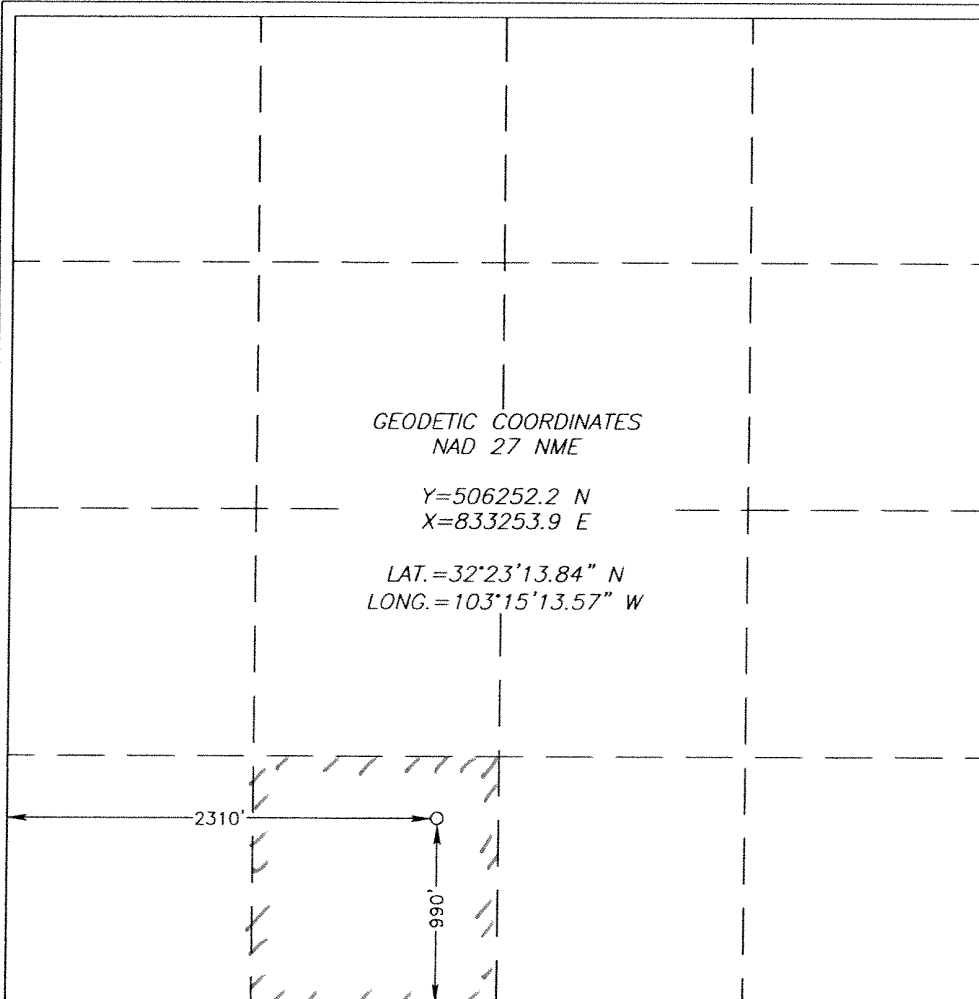 GEODETIC COORDINATES
NAD 27 NME
Y=506252.2 N
X=833253.9 E
LAT.=32°23'13.84" N
LONG.=103°15'13.57" W
2310'
990'